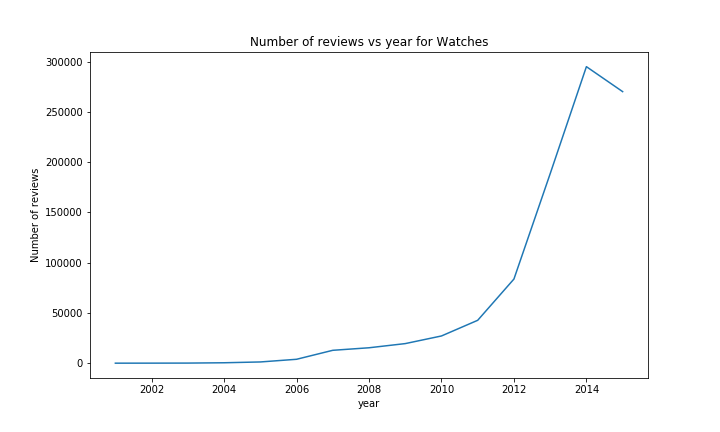 Number of reviews vs year for Watches
300000
250000
200000
150000
100000
50000
0
Number of reviews
2002 2004 2006 2008 2010 2012 2014
year